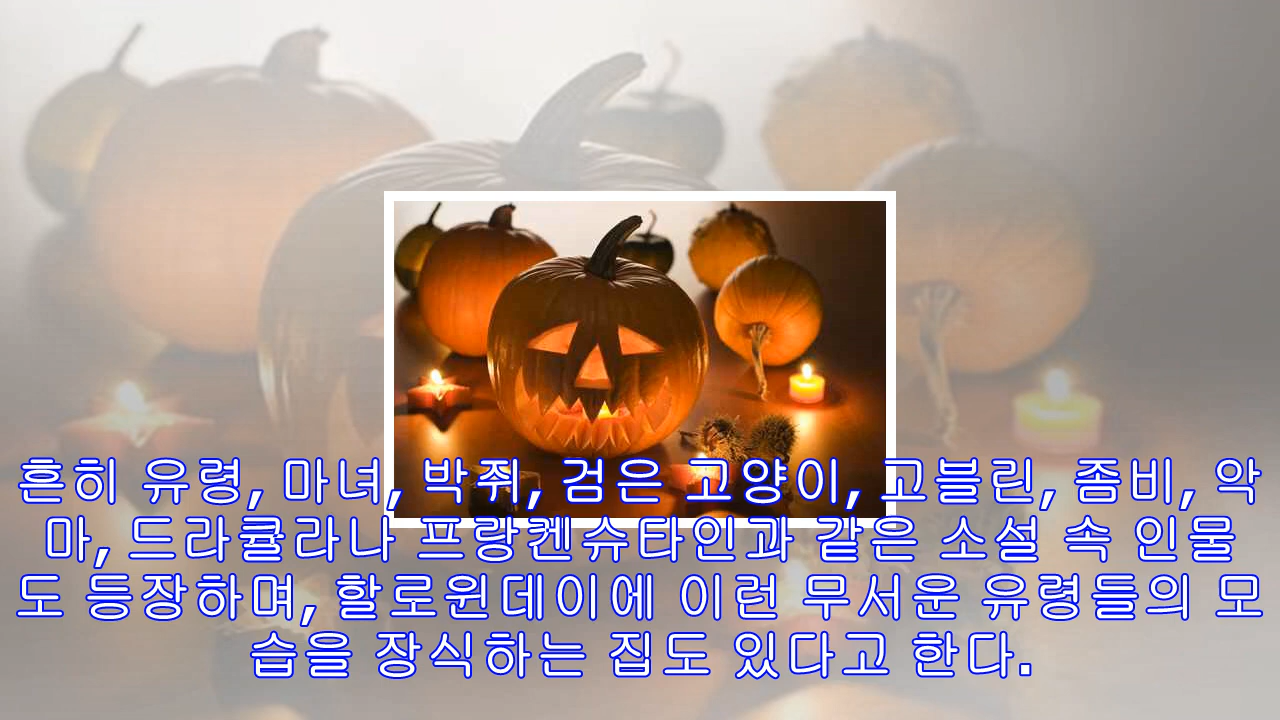 흔히 유령, 마녀, 박쥐, 검은 고양이, 고블린, 좀비, 악
마, 드라큘라나 프랑켄슈타인과 같은 소설 속 인물
도 등장하며, 할로윈데이에 이런 무서운 유령들의 모
습을 장식하는 집도 있다고 한다.